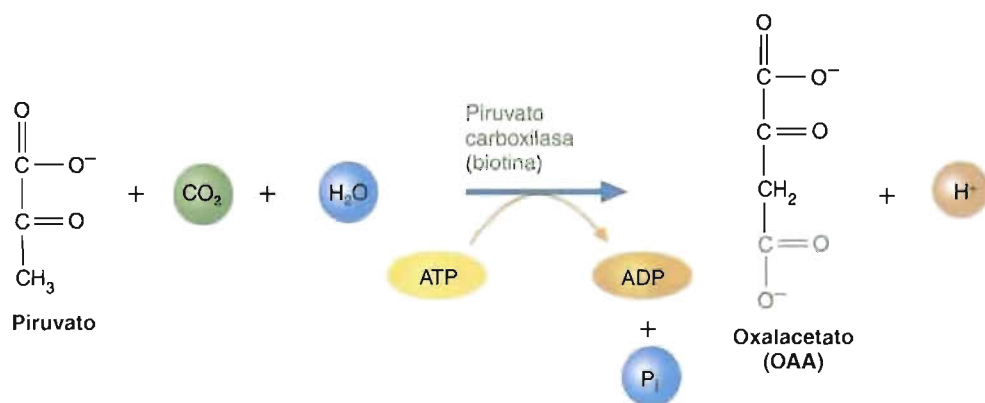 O
C—O⁻
C=O
CH₃
Piruvato
+
CO₂
+
H₂O
Piruvato
carboxilasa
(biotina)
ATP
ADP
+
Pᵢ
O
C—O⁻
C=O
CH₂
C=O
O⁻
Oxalacetato
(OAA)
+
H⁺